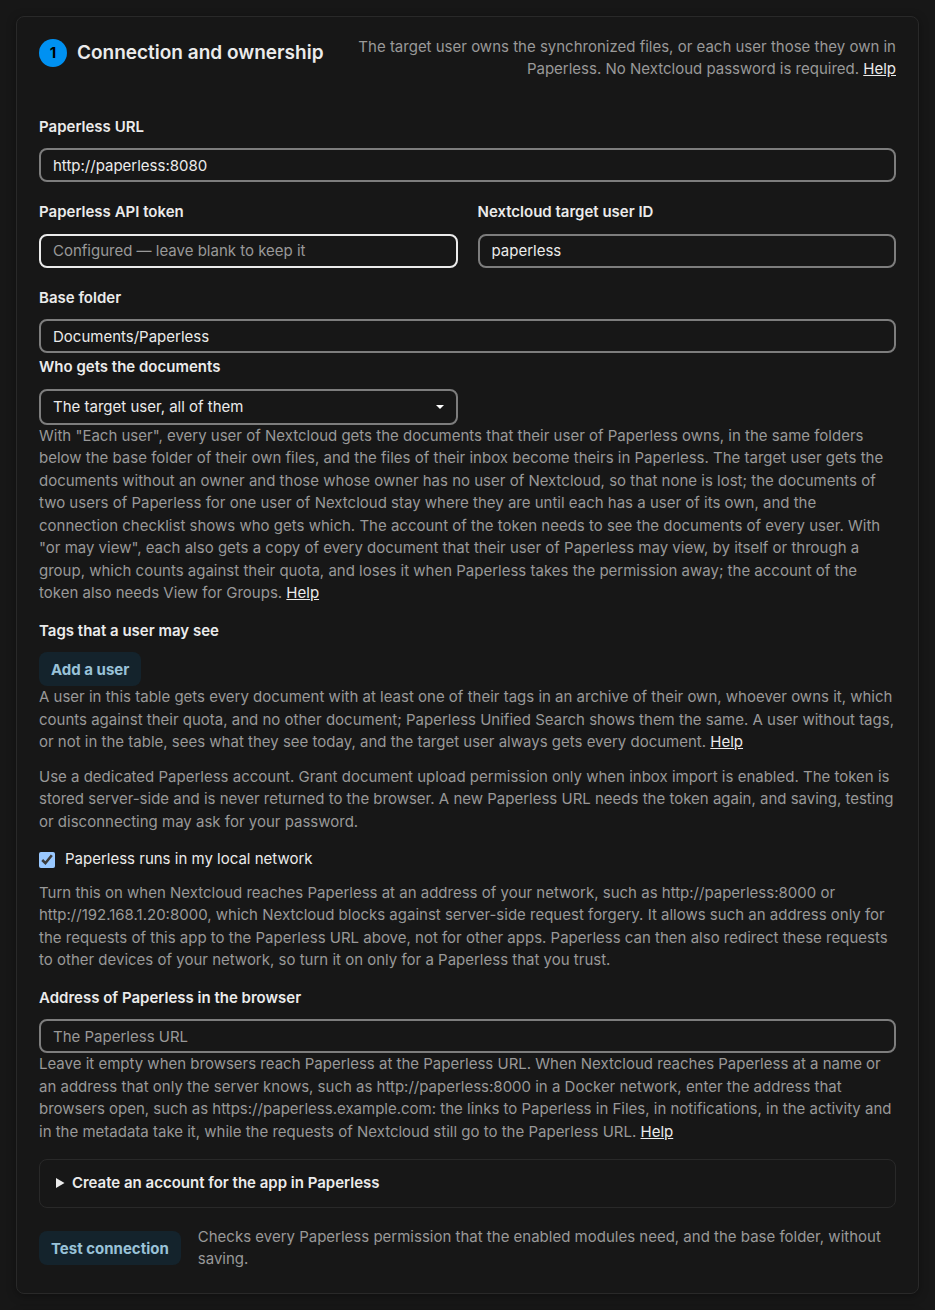 1 Connection and ownership
The target user owns the synchronized files, or each user those they own in
Paperless. No Nextcloud password is required. Help
Paperless URL
http://paperless:8080
Paperless API token
Nextcloud target user ID
Configured — leave blank to keep it
paperless
Base folder
Documents/Paperless
Who gets the documents
The target user, all of them
With "Each user", every user of Nextcloud gets the documents that their user of Paperless owns, in the same folders
below the base folder of their own files, and the files of their inbox become theirs in Paperless. The target user gets the
documents without an owner and those whose owner has no user of Nextcloud, so that none is lost; the documents of
two users of Paperless for one user of Nextcloud stay where they are until each has a user of its own, and the
connection checklist shows who gets which. The account of the token needs to see the documents of every user. With
"or may view", each also gets a copy of every document that their user of Paperless may view, by itself or through a
group, which counts against their quota, and loses it when Paperless takes the permission away; the account of the
token also needs View for Groups. Help
Tags that a user may see
Add a user
A user in this table gets every document with at least one of their tags in an archive of their own, whoever owns it, which
counts against their quota, and no other document; Paperless Unified Search shows them the same. A user without tags,
or not in the table, sees what they see today, and the target user always gets every document. Help
Use a dedicated Paperless account. Grant document upload permission only when inbox import is enabled. The token is
stored server-side and is never returned to the browser. A new Paperless URL needs the token again, and saving, testing
or disconnecting may ask for your password.
Paperless runs in my local network
Turn this on when Nextcloud reaches Paperless at an address of your network, such as http://paperless:8000 or
http://192.168.1.20:8000, which Nextcloud blocks against server-side request forgery. It allows such an address only for
the requests of this app to the Paperless URL above, not for other apps. Paperless can then also redirect these requests
to other devices of your network, so turn it on only for a Paperless that you trust.
Address of Paperless in the browser
The Paperless URL
Leave it empty when browsers reach Paperless at the Paperless URL. When Nextcloud reaches Paperless at a name or
an address that only the server knows, such as http://paperless:8000 in a Docker network, enter the address that
browsers open, such as https://paperless.example.com: the links to Paperless in Files, in notifications, in the activity and
in the metadata take it, while the requests of Nextcloud still go to the Paperless URL. Help
Create an account for the app in Paperless
Test connection
Checks every Paperless permission that the enabled modules need, and the base folder, without
saving.